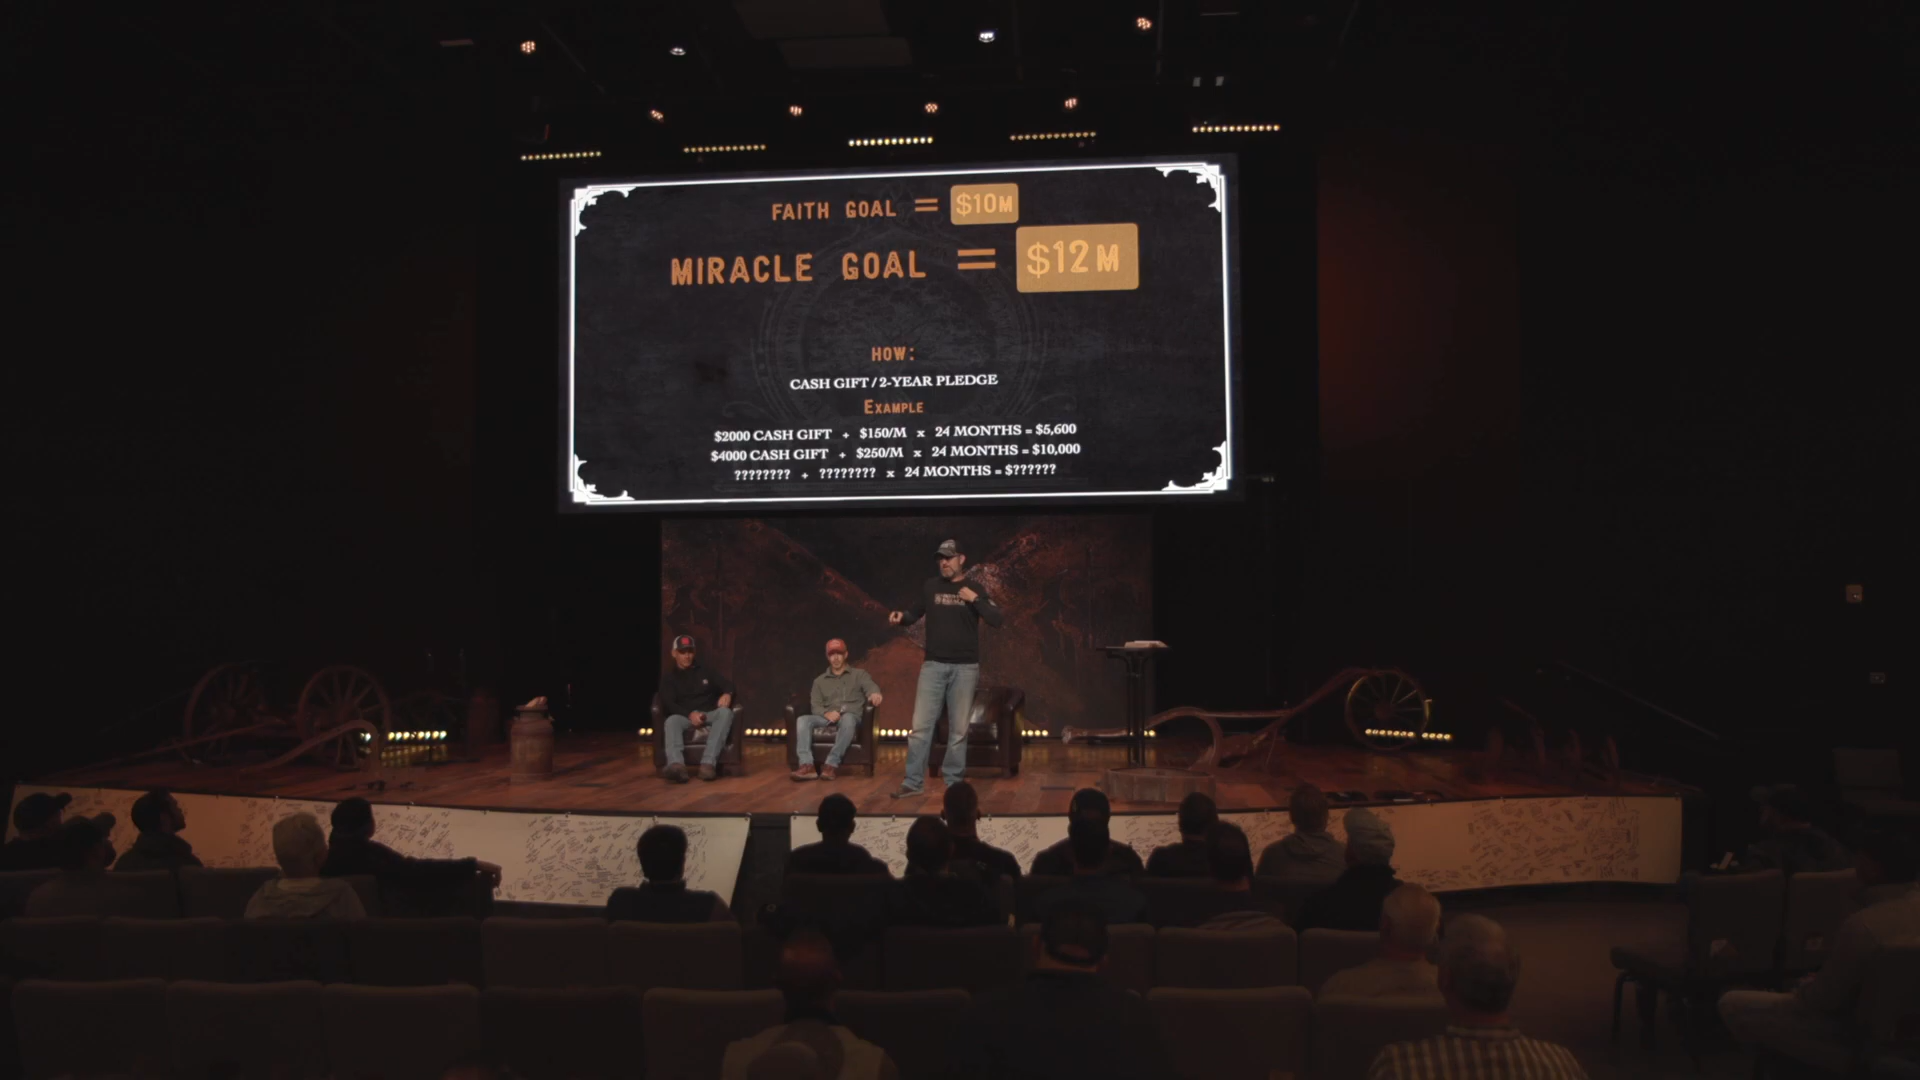 FAITH GOAL = $10M
MIRACLE GOAL = $12M
HOW:
CASH GIFT / 2-YEAR PLEDGE
EXAMPLE
$2000 CASH GIFT + $150/M x 24 MONTHS = $5,600
$4000 CASH GIFT + $250/M x 24 MONTHS = $10,000
???????? + ???????? x 24 MONTHS = $??????